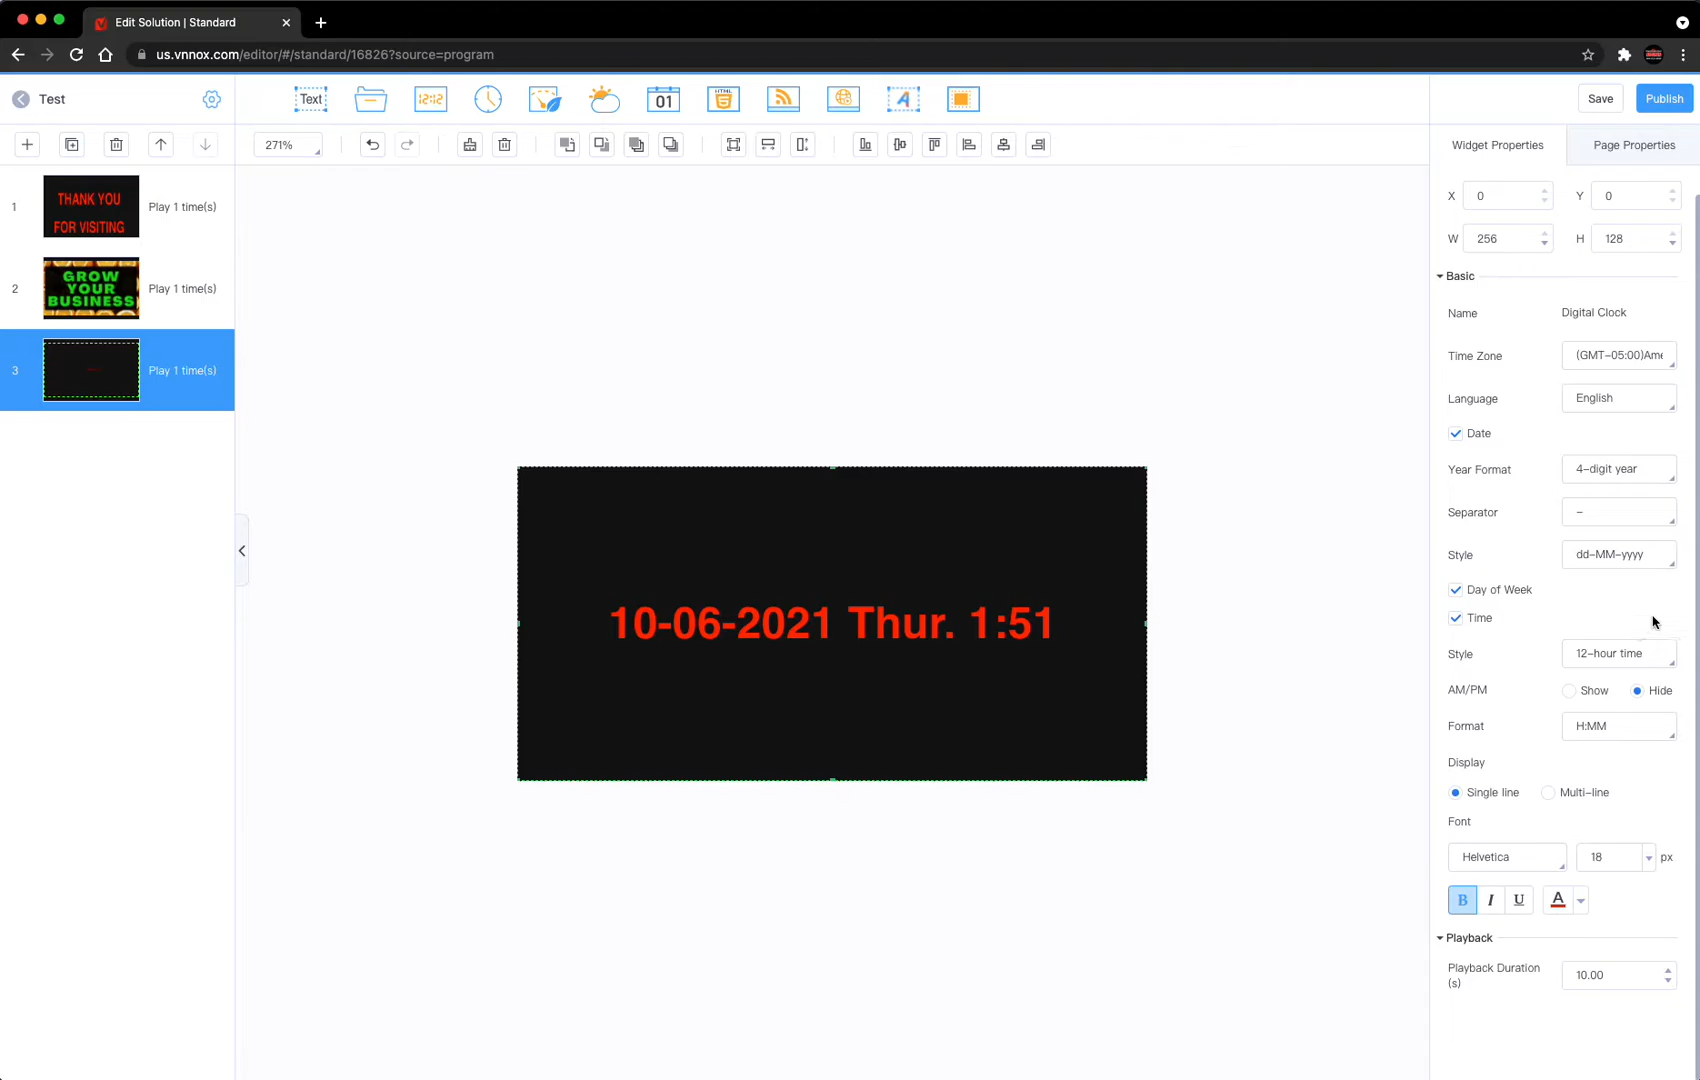 Edit Solution | Standard
us.vnnox.com/editor/#/standard/16826?source=program
Test
Text
12:12
01
HTML
A
Save
Publish
271%
Widget Properties
Page Properties
1
THANK YOU
FOR VISITING
Play 1 time(s)
2
GROW
YOUR
BUSINESS
Play 1 time(s)
3
Play 1 time(s)
10-06-2021 Thur. 1:51
X 0
Y 0
W 256
H 128
Basic
Name Digital Clock
Time Zone (GMT-05:00)Ame
Language English
Date
Year Format 4-digit year
Separator -
Style dd-MM-yyyy
Day of Week
Time
Style 12-hour time
AM/PM Show Hide
Format H:MM
Display
Single line Multi-line
Font
Helvetica 18 px
B I U A
Playback
Playback Duration (s) 10.00